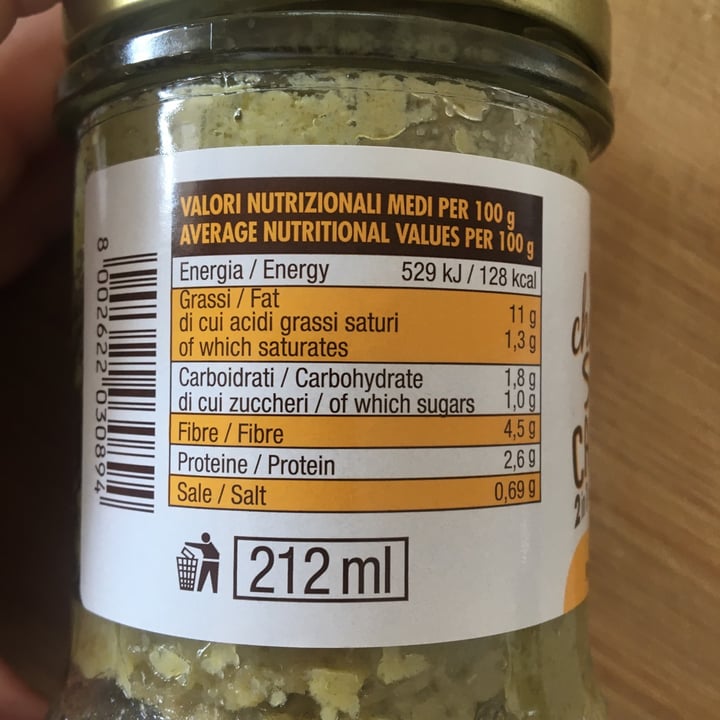 VALORI NUTRIZIONALI MEDI PER 100 g
AVERAGE NUTRITIONAL VALUES PER 100 g
Energia / Energy 529 kJ / 128 kcal
Grassi / Fat 11 g
di cui acidi grassi saturi
of which saturates 1,3 g
Carboidrati / Carbohydrate 1,8 g
di cui zuccheri / of which sugars 1,0 g
Fibre / Fibre 4,5 g
Proteine / Protein 2,6 g
Sale / Salt 0,69 g
212 ml
8 002622 030894